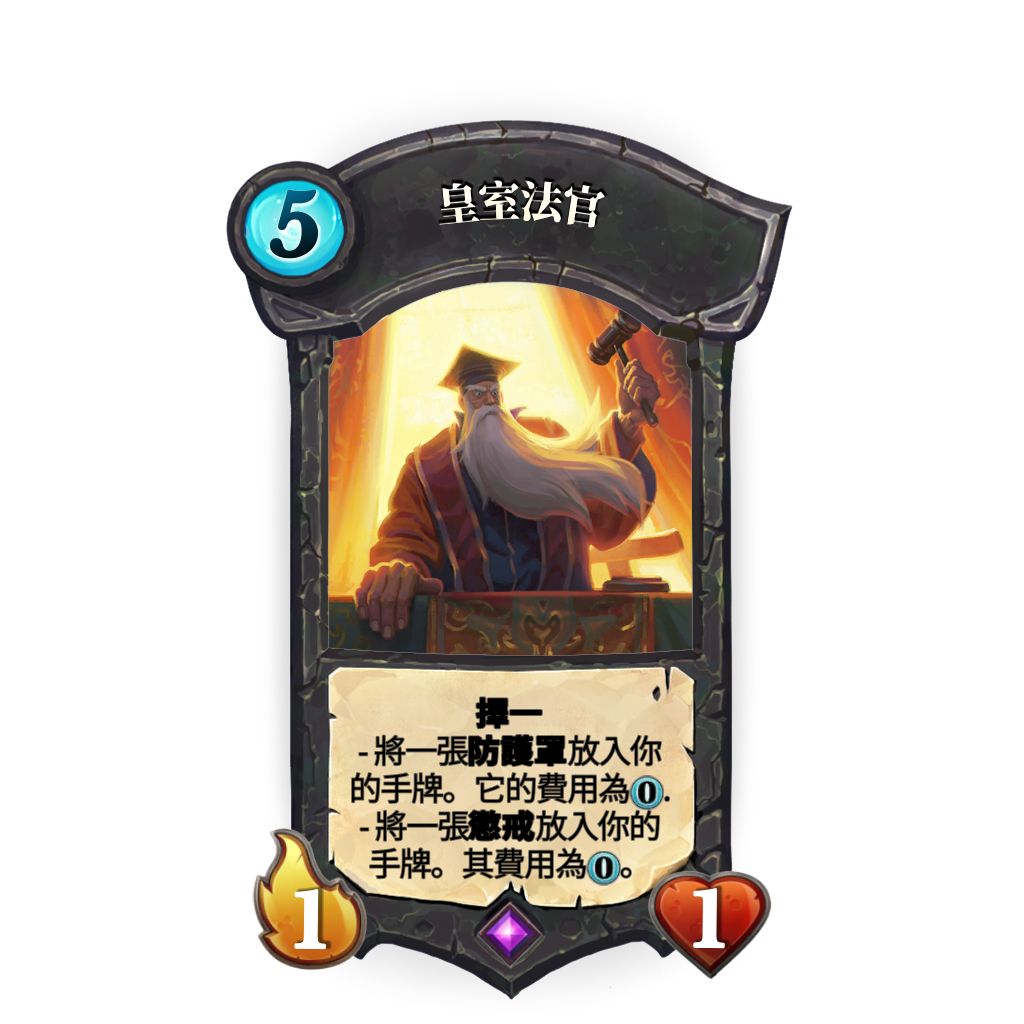 5
皇室法官
擇一
- 將一張防護罩放入你
的手牌。它的費用為0.
- 將一張懲戒放入你的
手牌。其費用為0。
1
1